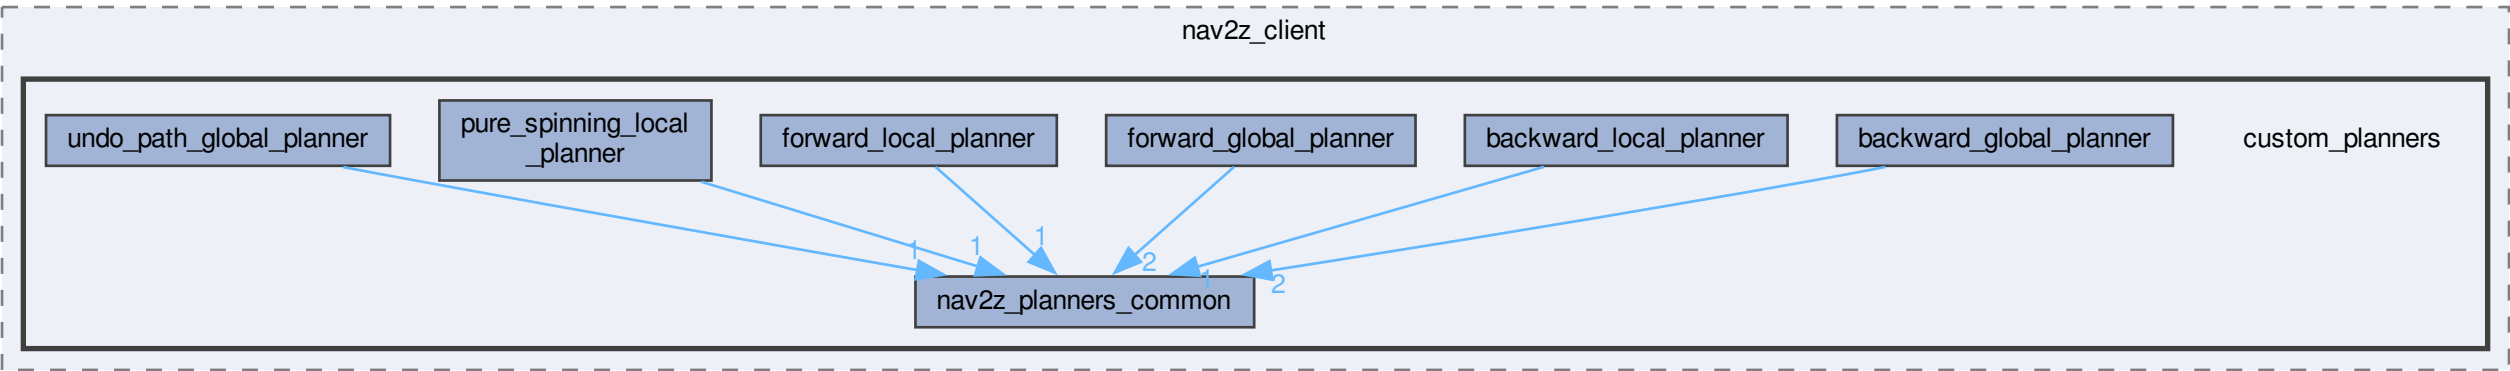 nav2z_client
undo_path_global_planner
pure_spinning_local
_planner
forward_local_planner
forward_global_planner
backward_local_planner
backward_global_planner
custom_planners
1
1
1
2
1
2
nav2z_planners_common